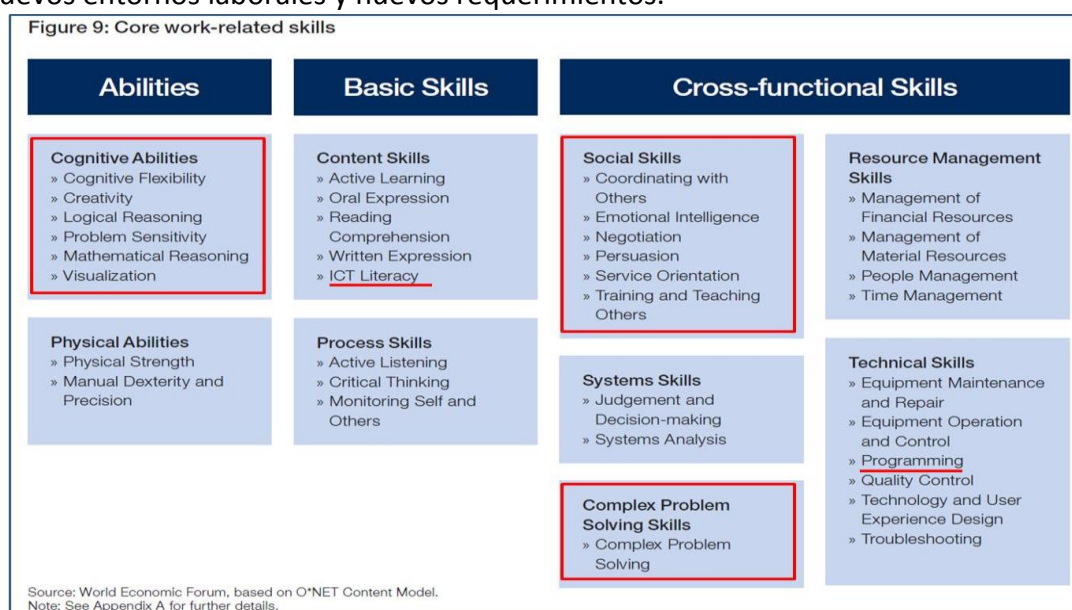 uevos entornos laborales y nuevos requerimientos.
Figure 9: Core work-related skills
Abilities
Basic Skills
Cross-functional Skills
Cognitive Abilities
» Cognitive Flexibility
» Creativity
» Logical Reasoning
» Problem Sensitivity
» Mathematical Reasoning
» Visualization
Physical Abilities
» Physical Strength
» Manual Dexterity and
Precision
Content Skills
» Active Learning
» Oral Expression
» Reading
Comprehension
» Written Expression
» ICT Literacy
Process Skills
» Active Listening
» Critical Thinking
» Monitoring Self and
Others
Social Skills
» Coordinating with
Others
» Emotional Intelligence
» Negotiation
» Persuasion
» Service Orientation
» Training and Teaching
Others
Systems Skills
» Judgement and
Decision-making
» Systems Analysis
Complex Problem
Solving Skills
» Complex Problem
Solving
Resource Management
Skills
» Management of
Financial Resources
» Management of
Material Resources
» People Management
» Time Management
Technical Skills
» Equipment Maintenance
and Repair
» Equipment Operation
and Control
» Programming
» Quality Control
» Technology and User
Experience Design
» Troubleshooting
Source: World Economic Forum, based on O*NET Content Model.
Note: See Appendix A for further details.